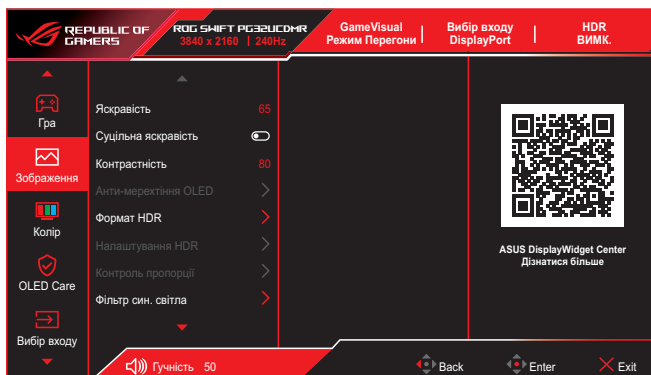 REPUBLIC OF
GAMERS
ROG SWIFT PG32UCDMR
3840 x 2160 | 240Hz
GameVisual
Режим Перегони
Вибір входу
DisplayPort
HDR
ВИМК.
Гра
Зображення
Колір
OLED Care
Вибір входу
Яскравість 65
Суцільна яскравість
Контрастність 80
Анти-мерехтіння OLED
Формат HDR
Налаштування HDR
Контроль пропорції
Фільтр син. світла
ASUS DisplayWidget Center
Дізнатися більше
Гучність 50
Back
Enter
Exit